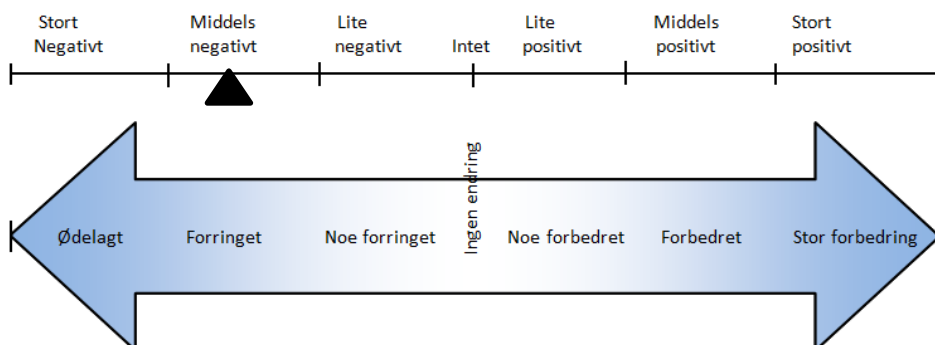 Stort
Negativt
Middels
negativt
Lite
negativt
Intet
Lite
positivt
Middels
positivt
Stort
positivt
Ødelagt
Forringet
Noe forringet
Ingen endring
Noe forbedret
Forbedret
Stor forbedring